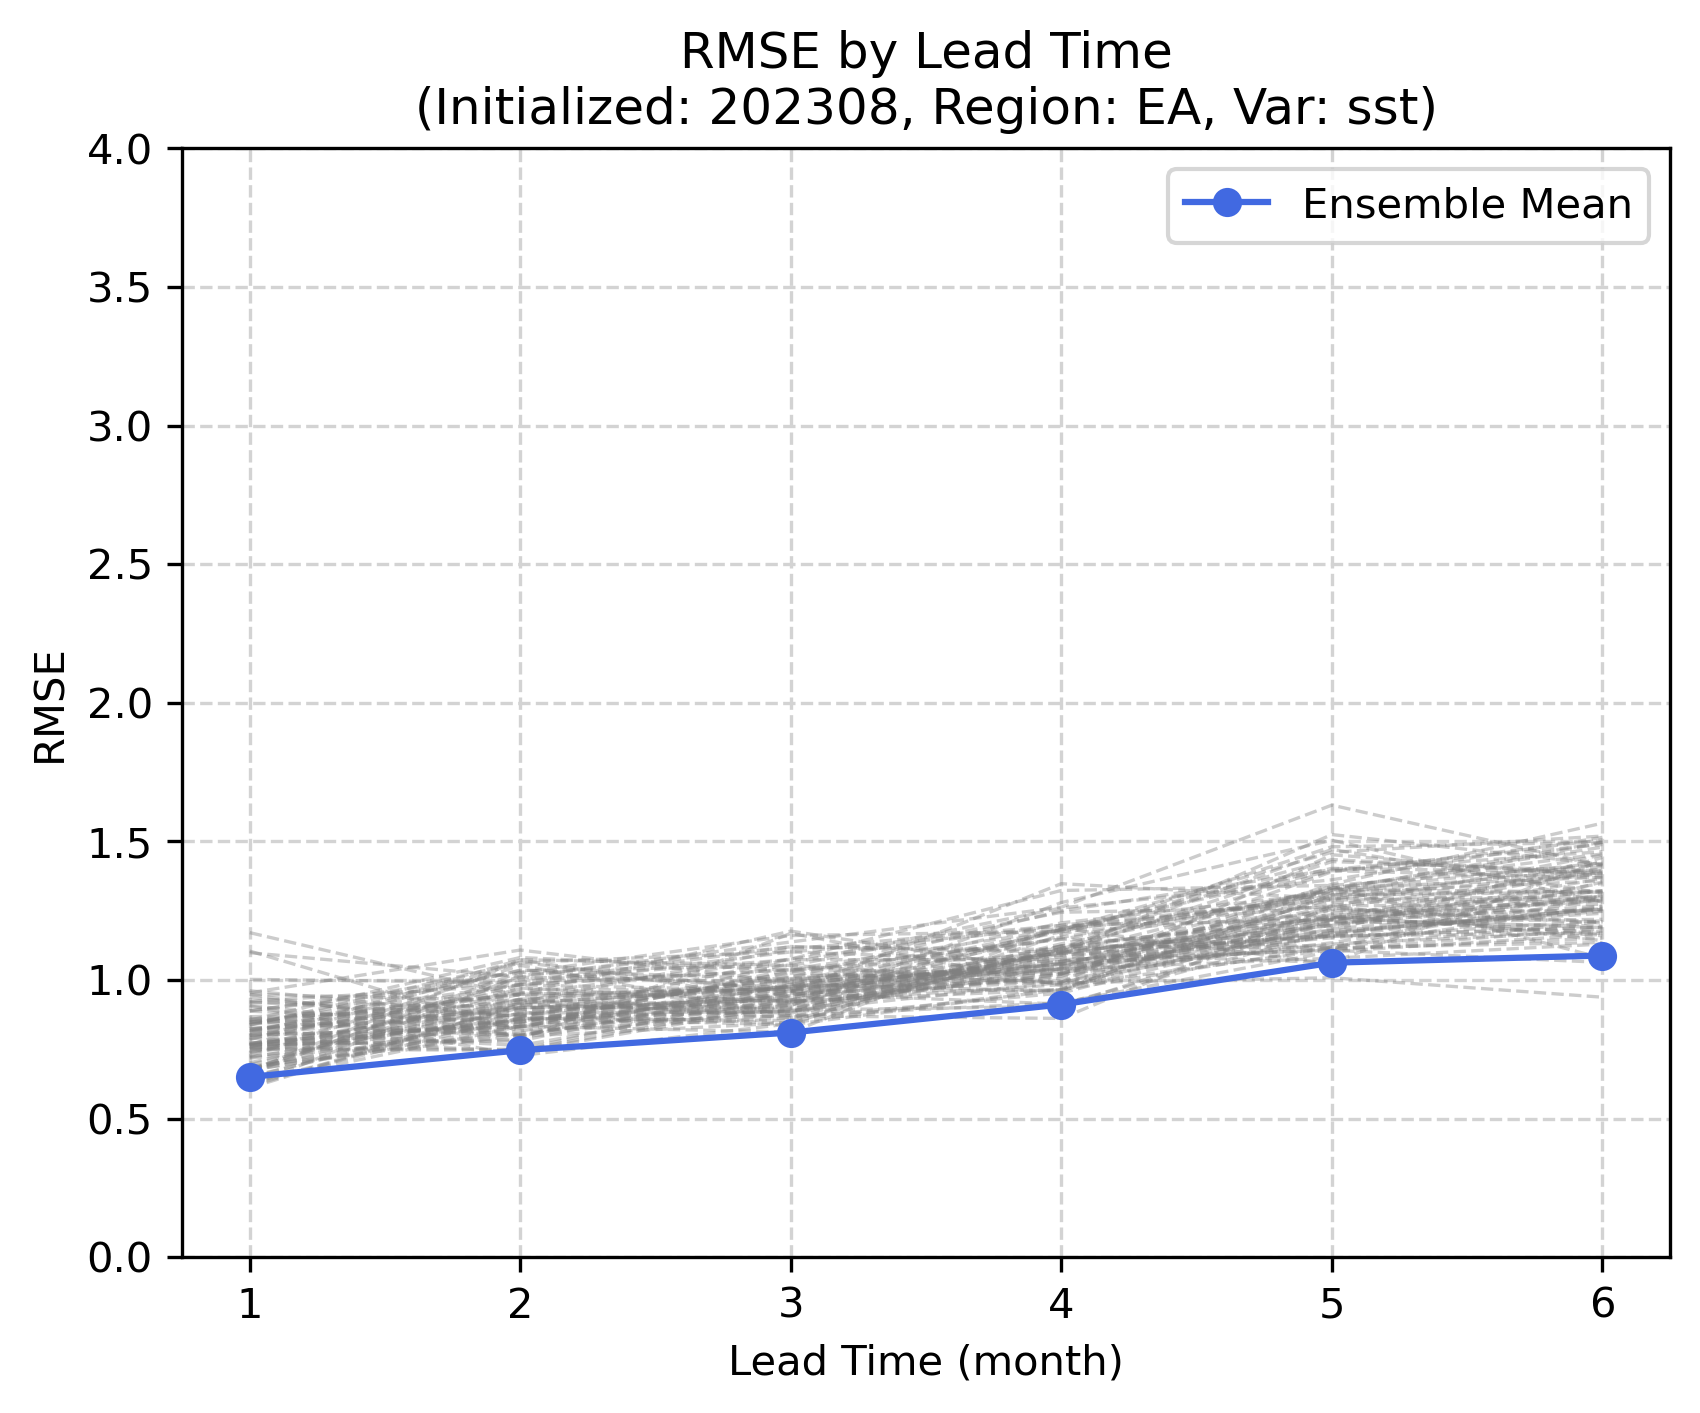 RMSE by Lead Time
(Initialized: 202308, Region: EA, Var: sst)
Ensemble Mean
4.0
3.5
3.0
2.5
2.0
1.5
1.0
0.5
0.0
RMSE
1 2 3 4 5 6
Lead Time (month)